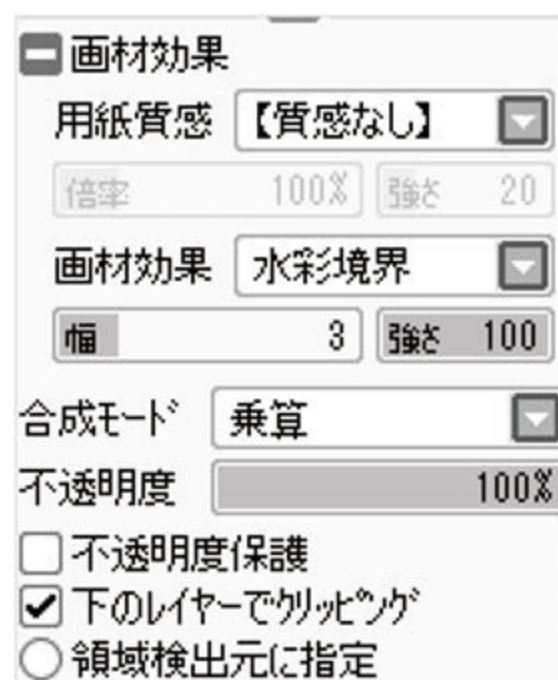 画材効果
用紙質感 【質感なし】
倍率 100% 強さ 20
画材効果 水彩境界
幅 3 強さ 100
合成モード 乗算
不透明度 100%
不透明度保護
下のレイヤーでクリッピング
領域検出元に指定